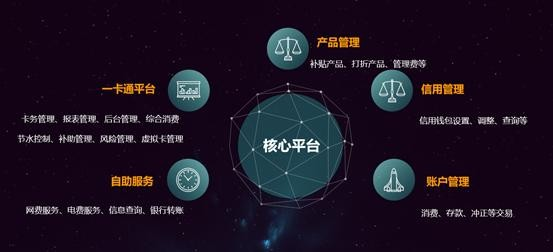 产品管理
补贴产品、打折产品、管理费等
一卡通平台
卡务管理、报表管理、后台管理、综合消费
节水控制、补助管理、风险管理、虚拟卡管理
信用管理
信用钱包设置、调整、查询等
核心平台
自助服务
网费服务、电费服务、信息查询、银行转账
账户管理
消费、存款、冲正等交易